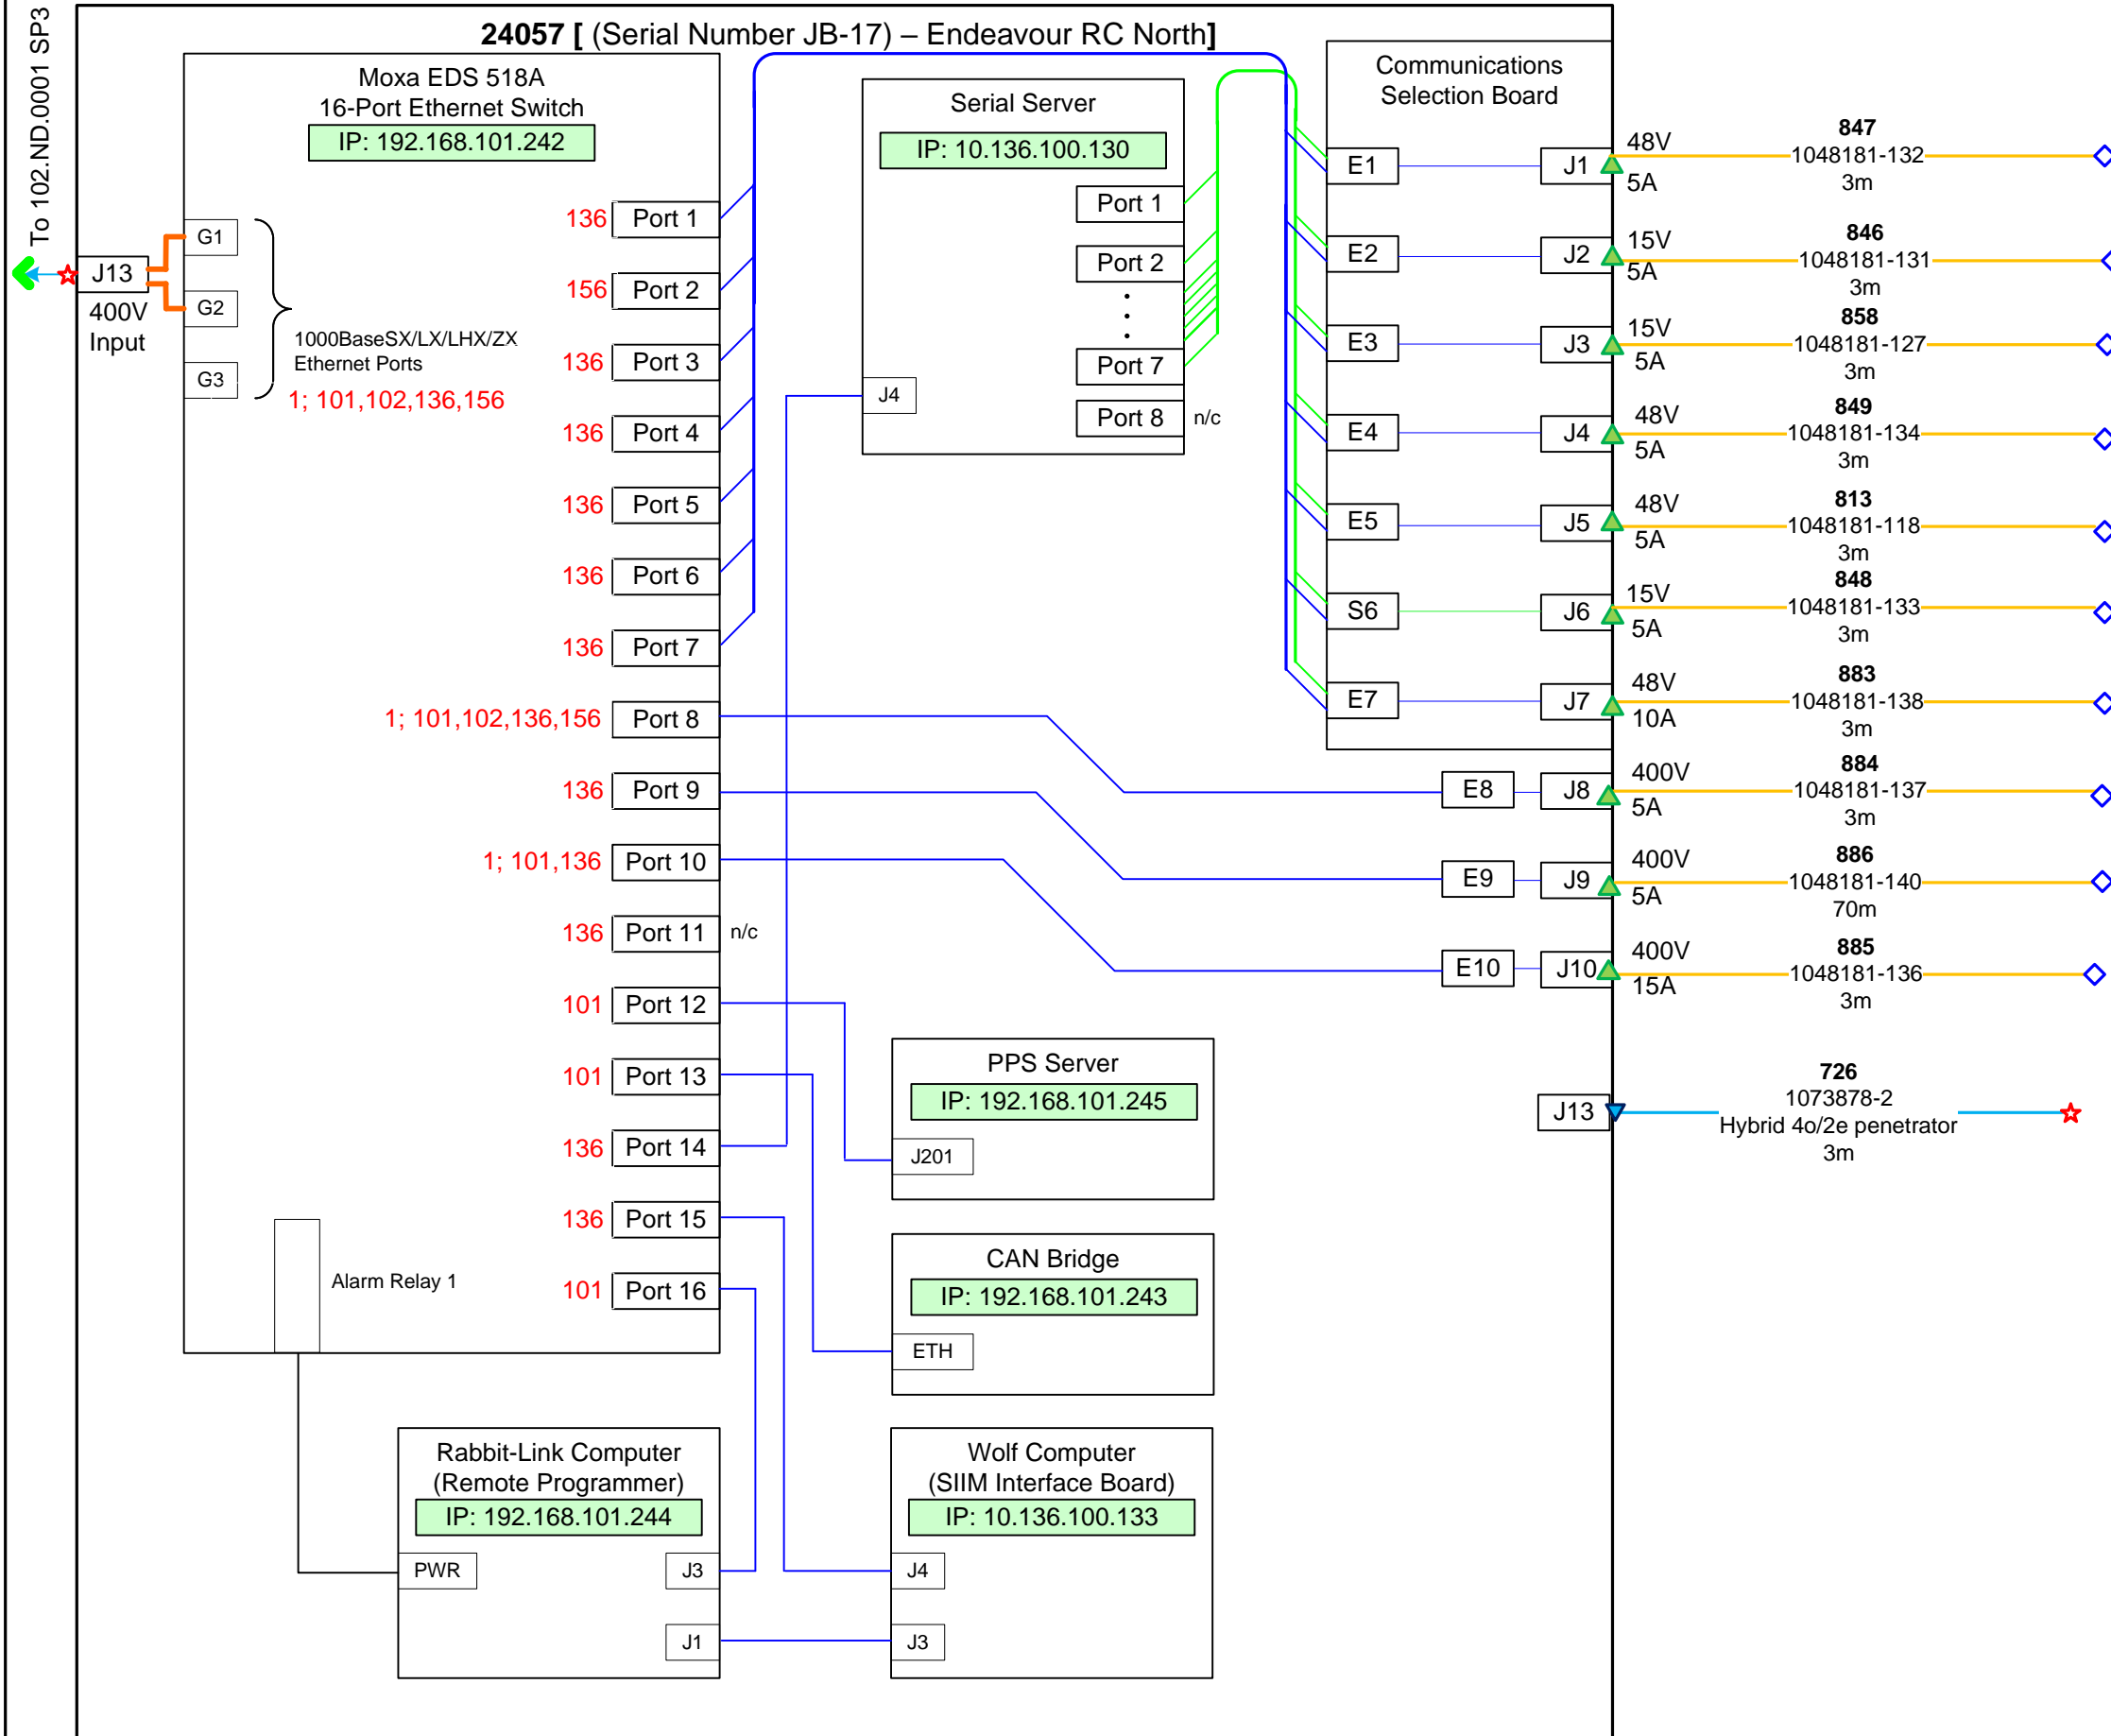 To 102.ND.0001 SP3
24057 [ (Serial Number JB-17) – Endeavour RC North]
Moxa EDS 518A
16-Port Ethernet Switch
IP: 192.168.101.242
J13
400V
Input
G1
G2
G3
1000BaseSX/LX/LHX/ZX
Ethernet Ports
1; 101,102,136,156
136 Port 1
156 Port 2
136 Port 3
136 Port 4
136 Port 5
136 Port 6
136 Port 7
1; 101,102,136,156 Port 8
136 Port 9
1; 101,136 Port 10
136 Port 11 n/c
101 Port 12
101 Port 13
136 Port 14
136 Port 15
101 Port 16
Alarm Relay 1
Serial Server
IP: 10.136.100.130
Port 1
Port 2
Port 7
Port 8 n/c
J4
Communications
Selection Board
E1 J1
E2 J2
E3 J3
E4 J4
E5 J5
S6 J6
E7 J7
E8 J8
E9 J9
E10 J10
J13
48V
5A
847
1048181-132
3m
15V
5A
846
1048181-131
3m
15V
5A
858
1048181-127
3m
48V
5A
849
1048181-134
3m
48V
5A
813
1048181-118
3m
15V
5A
848
1048181-133
3m
48V
10A
883
1048181-138
3m
400V
5A
884
1048181-137
3m
400V
5A
886
1048181-140
70m
400V
15A
885
1048181-136
3m
726
1073878-2
Hybrid 4o/2e penetrator
3m
PPS Server
IP: 192.168.101.245
J201
CAN Bridge
IP: 192.168.101.243
ETH
Rabbit-Link Computer
(Remote Programmer)
IP: 192.168.101.244
PWR
J3
J1
Wolf Computer
(SIIM Interface Board)
IP: 10.136.100.133
J4
J3